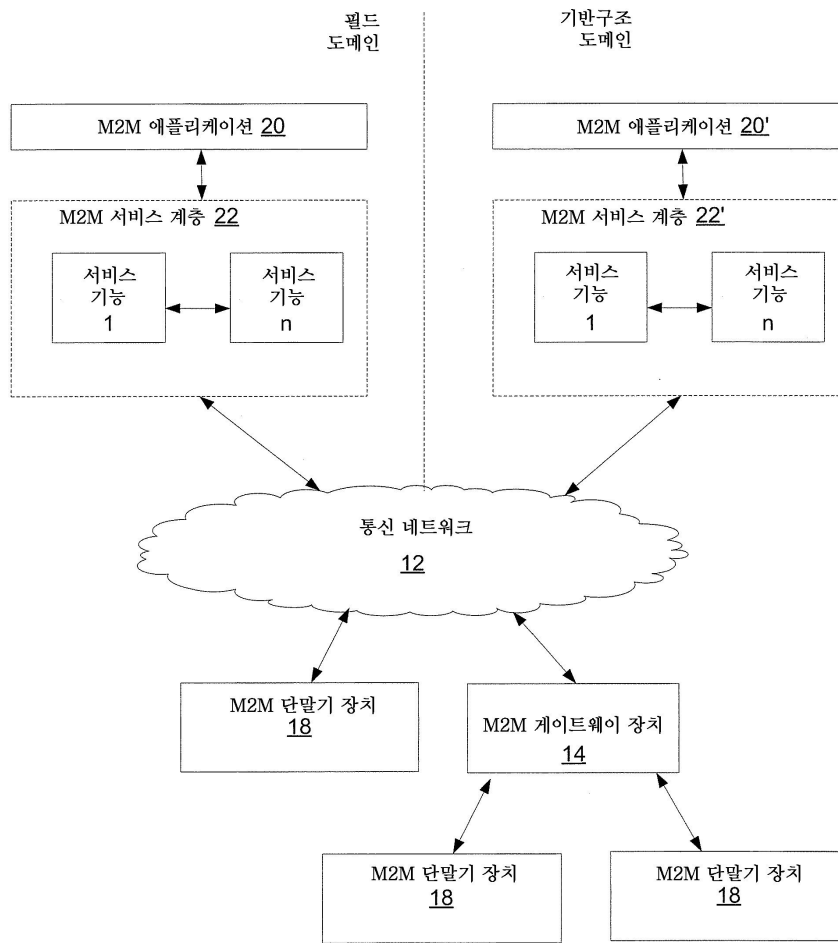 필드
도메인
기반구조
도메인
M2M 애플리케이션 20
M2M 애플리케이션 20'
M2M 서비스 계층 22
서비스
기능
1
서비스
기능
n
M2M 서비스 계층 22'
서비스
기능
1
서비스
기능
n
통신 네트워크
12
M2M 단말기 장치
18
M2M 게이트웨이 장치
14
M2M 단말기 장치
18
M2M 단말기 장치
18